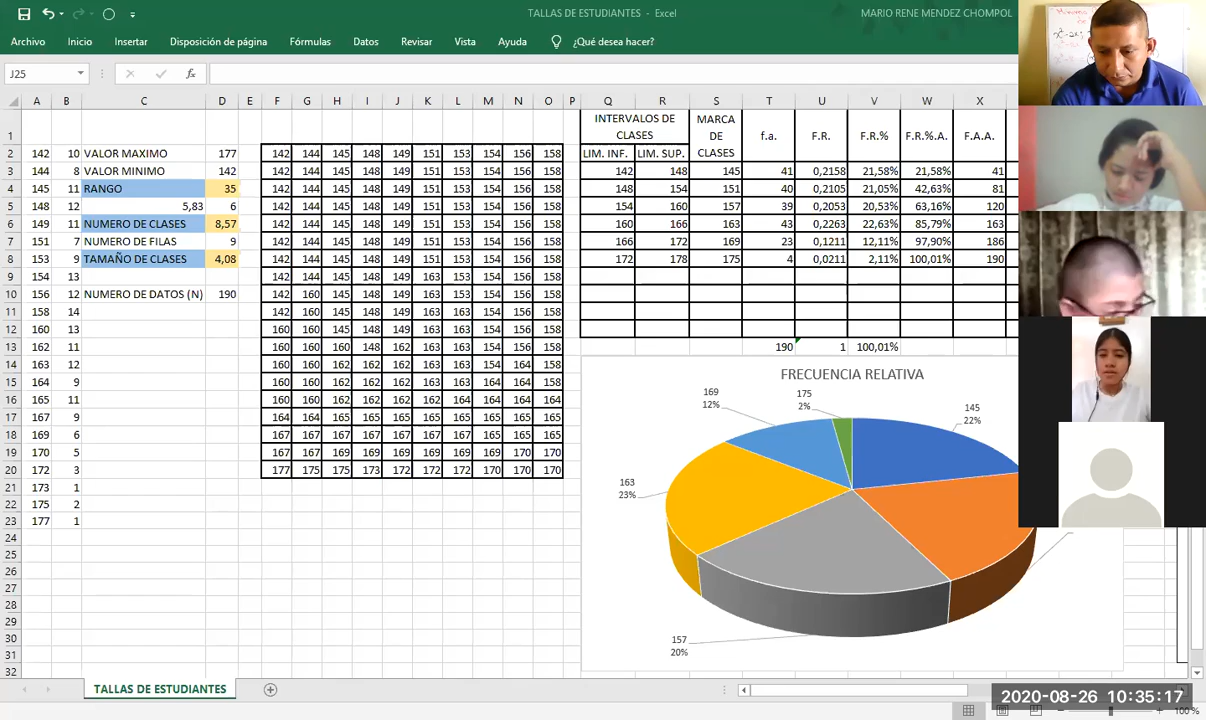 TALLAS DE ESTUDIANTES - Excel MARIO RENE MENDEZ CHOMPOL
Archivo Inicio Insertar Disposición de página Fórmulas Datos Revisar Vista Ayuda ¿Qué desea hacer?
J25 fx
A B C D E F G H I J K L M N O P Q R S T U V W X
1 INTERVALOS DE CLASES MARCA DE CLASES f.a. F.R. F.R.% F.R.%.A. F.A.A.
2 142 10 VALOR MAXIMO 177 142 144 145 148 149 151 153 154 156 158 LIM. INF. LIM. SUP.
3 144 8 VALOR MINIMO 142 142 144 145 148 149 151 153 154 156 158 142 148 145 41 0,2158 21,58% 21,58% 41
4 145 11 RANGO 35 142 144 145 148 149 151 153 154 156 158 148 154 151 40 0,2105 21,05% 42,63% 81
5 148 12 5,83 6 142 144 145 148 149 151 153 154 156 158 154 160 157 39 0,2053 20,53% 63,16% 120
6 149 11 NUMERO DE CLASES 8,57 142 144 145 148 149 151 153 154 156 158 160 166 163 43 0,2263 22,63% 85,79% 163
7 151 7 NUMERO DE FILAS 9 142 144 145 148 149 151 153 154 156 158 166 172 169 23 0,1211 12,11% 97,90% 186
8 153 9 TAMAÑO DE CLASES 4,08 142 144 145 148 149 151 153 154 156 158 172 178 175 4 0,0211 2,11% 100,01% 190
9 154 13 142 144 145 148 149 163 153 154 156 158
10 156 12 NUMERO DE DATOS (N) 190 142 160 145 148 149 163 153 154 156 158
11 158 14 142 160 145 148 149 163 163 154 156 158
12 160 13 160 160 145 148 149 163 163 154 156 158
13 162 11 160 160 160 148 162 163 163 154 156 158 190 1 100,01%
14 163 12 160 160 162 162 162 163 163 154 164 158
15 164 9 160 160 162 162 162 163 163 164 164 158
16 165 11 160 160 162 162 162 162 164 164 164 164
17 167 9 164 164 165 165 165 165 165 165 165 164
18 169 6 167 167 167 167 167 167 167 165 165 165
19 170 5 167 167 169 169 169 169 169 169 170 170
20 172 3 177 175 175 173 172 172 172 170 170 170
21 173 1
22 175 2
23 177 1
24
25
26
27
28
29
30
31
32
FRECUENCIA RELATIVA
175
2%
169
12%
145
22%
163
23%
157
20%
TALLAS DE ESTUDIANTES
2020-08-26 10:35:17
100 %